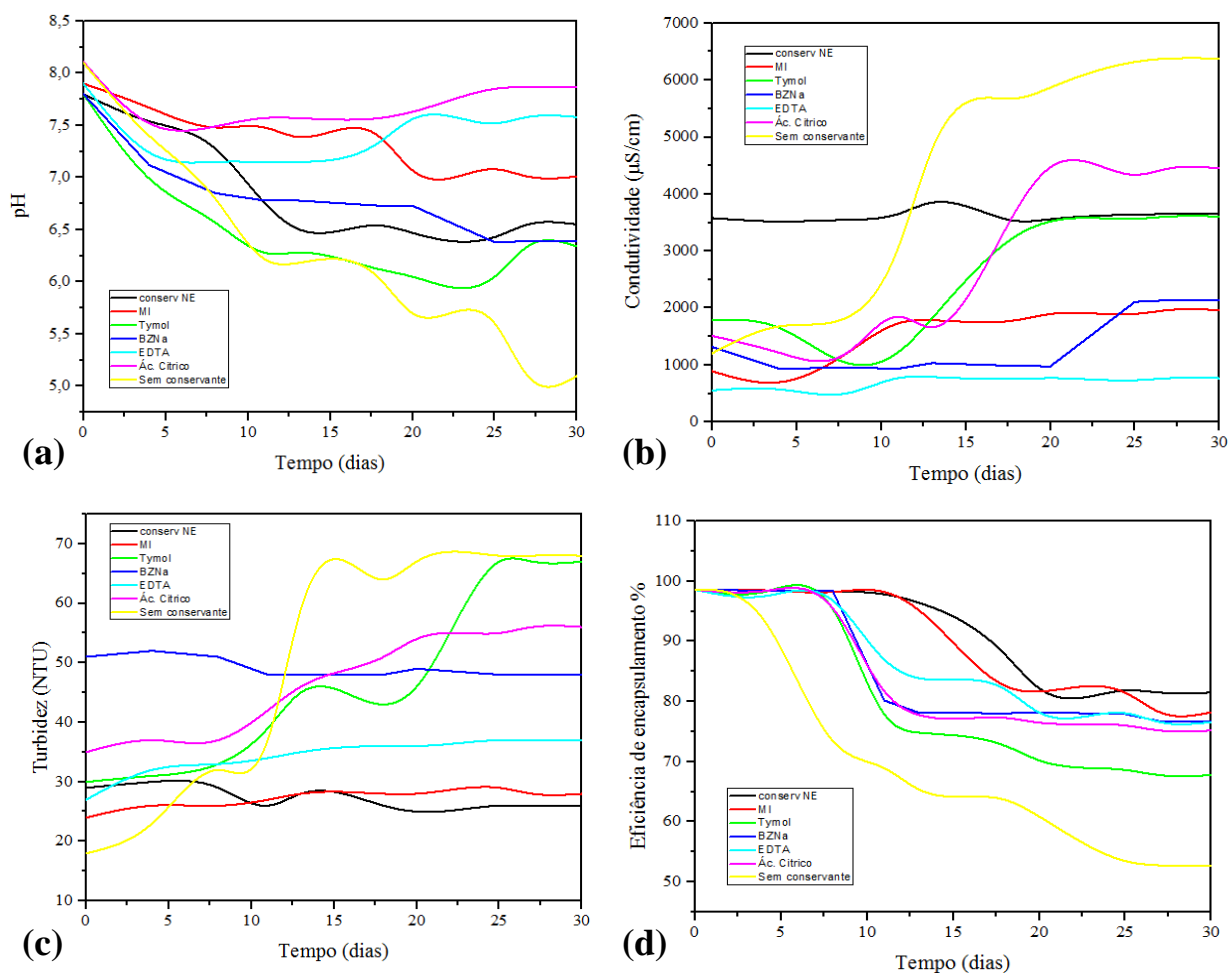 8,5
8,0
7,5
7,0
6,5
6,0
5,5
5,0
pH
conserv NE
MI
Tymol
BZNa
EDTA
Ác. Citrico
Sem conservante
0 5 10 15 20 25 30
Tempo (dias)
(a)
7000
6000
5000
4000
3000
2000
1000
0
Condutividade (µS/cm)
conserv NE
MI
Tymol
BZNa
EDTA
Ác. Citrico
Sem conservante
0 5 10 15 20 25 30
Tempo (dias)
(b)
70
60
50
40
30
20
10
Turbidez (NTU)
conserv NE
MI
Tymol
BZNa
EDTA
Ác. Citrico
Sem conservante
0 5 10 15 20 25 30
Tempo (dias)
(c)
110
100
90
80
70
60
50
Eficiência de encapsulamento %
conserv NE
MI
Tymol
BZNa
EDTA
Ác. Citrico
Sem conservante
0 5 10 15 20 25 30
Tempo (dias)
(d)